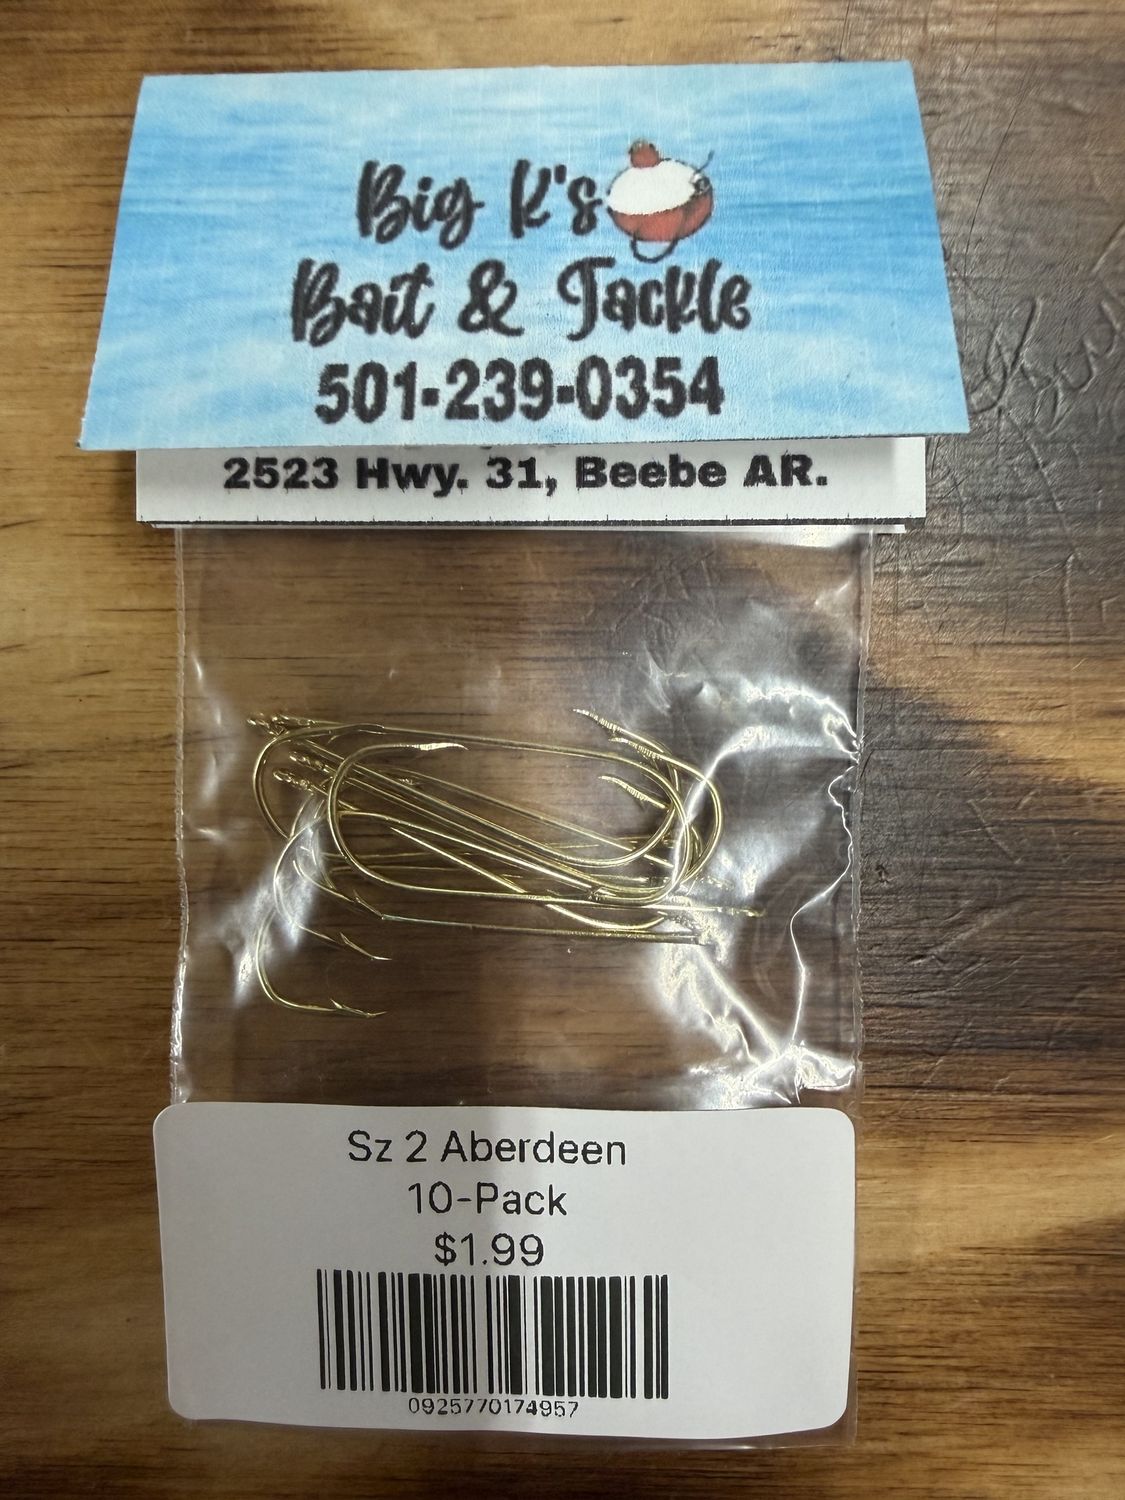 Big K's
Bait & Tackle
501-239-0354
2523 Hwy. 31, Beebe AR.
Sz 2 Aberdeen
10-Pack
$1.99
0925770174957